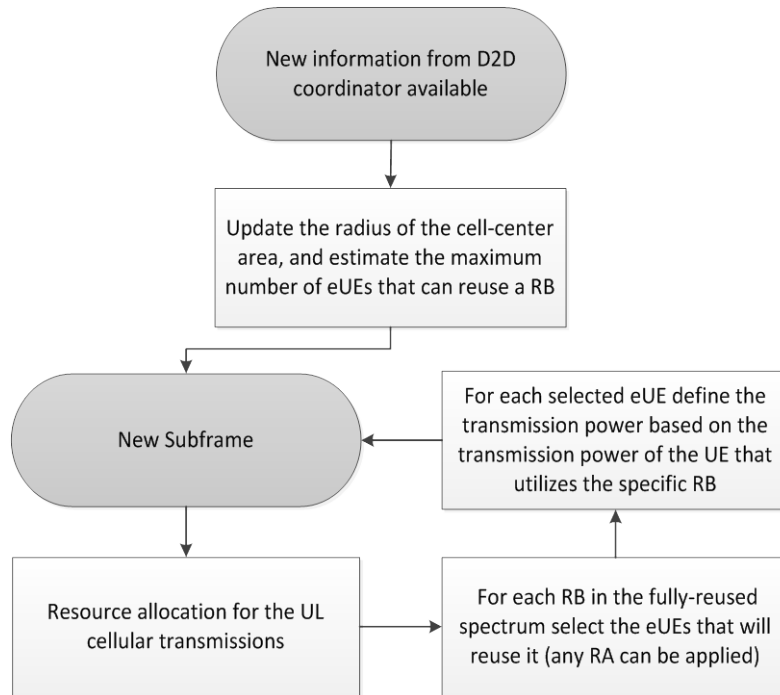 New information from D2D
coordinator available
Update the radius of the cell-center
area, and estimate the maximum
number of eUEs that can reuse a RB
New Subframe
Resource allocation for the UL
cellular transmissions
For each RB in the fully-reused
spectrum select the eUEs that will
reuse it (any RA can be applied)
For each selected eUE define the
transmission power based on the
transmission power of the UE that
utilizes the specific RB